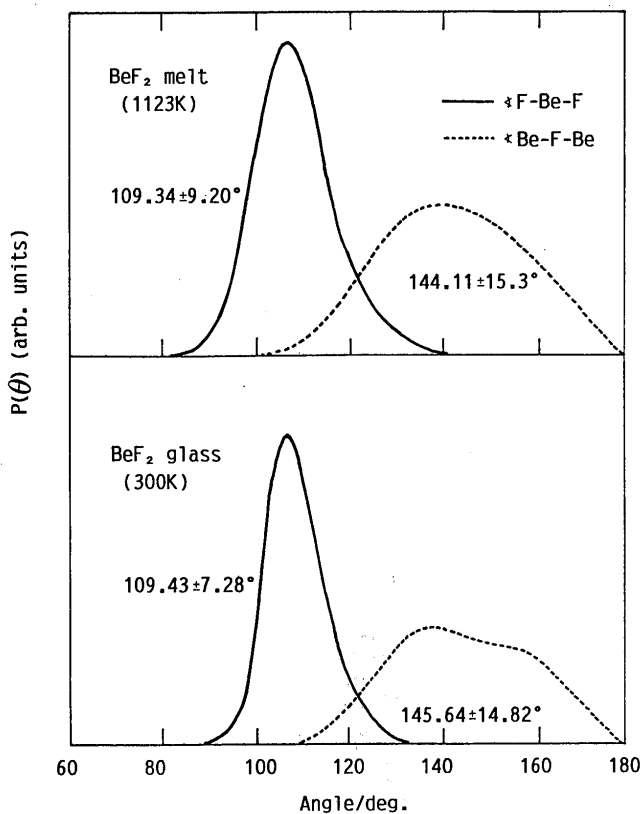 BeF₂ melt
(1123K)
∢F-Be-F
∢Be-F-Be
109.34±9.20°
144.11±15.3°
P(θ) (arb. units)
BeF₂ glass
(300K)
109.43±7.28°
145.64±14.82°
60 80 100 120 140 160 180
Angle/deg.